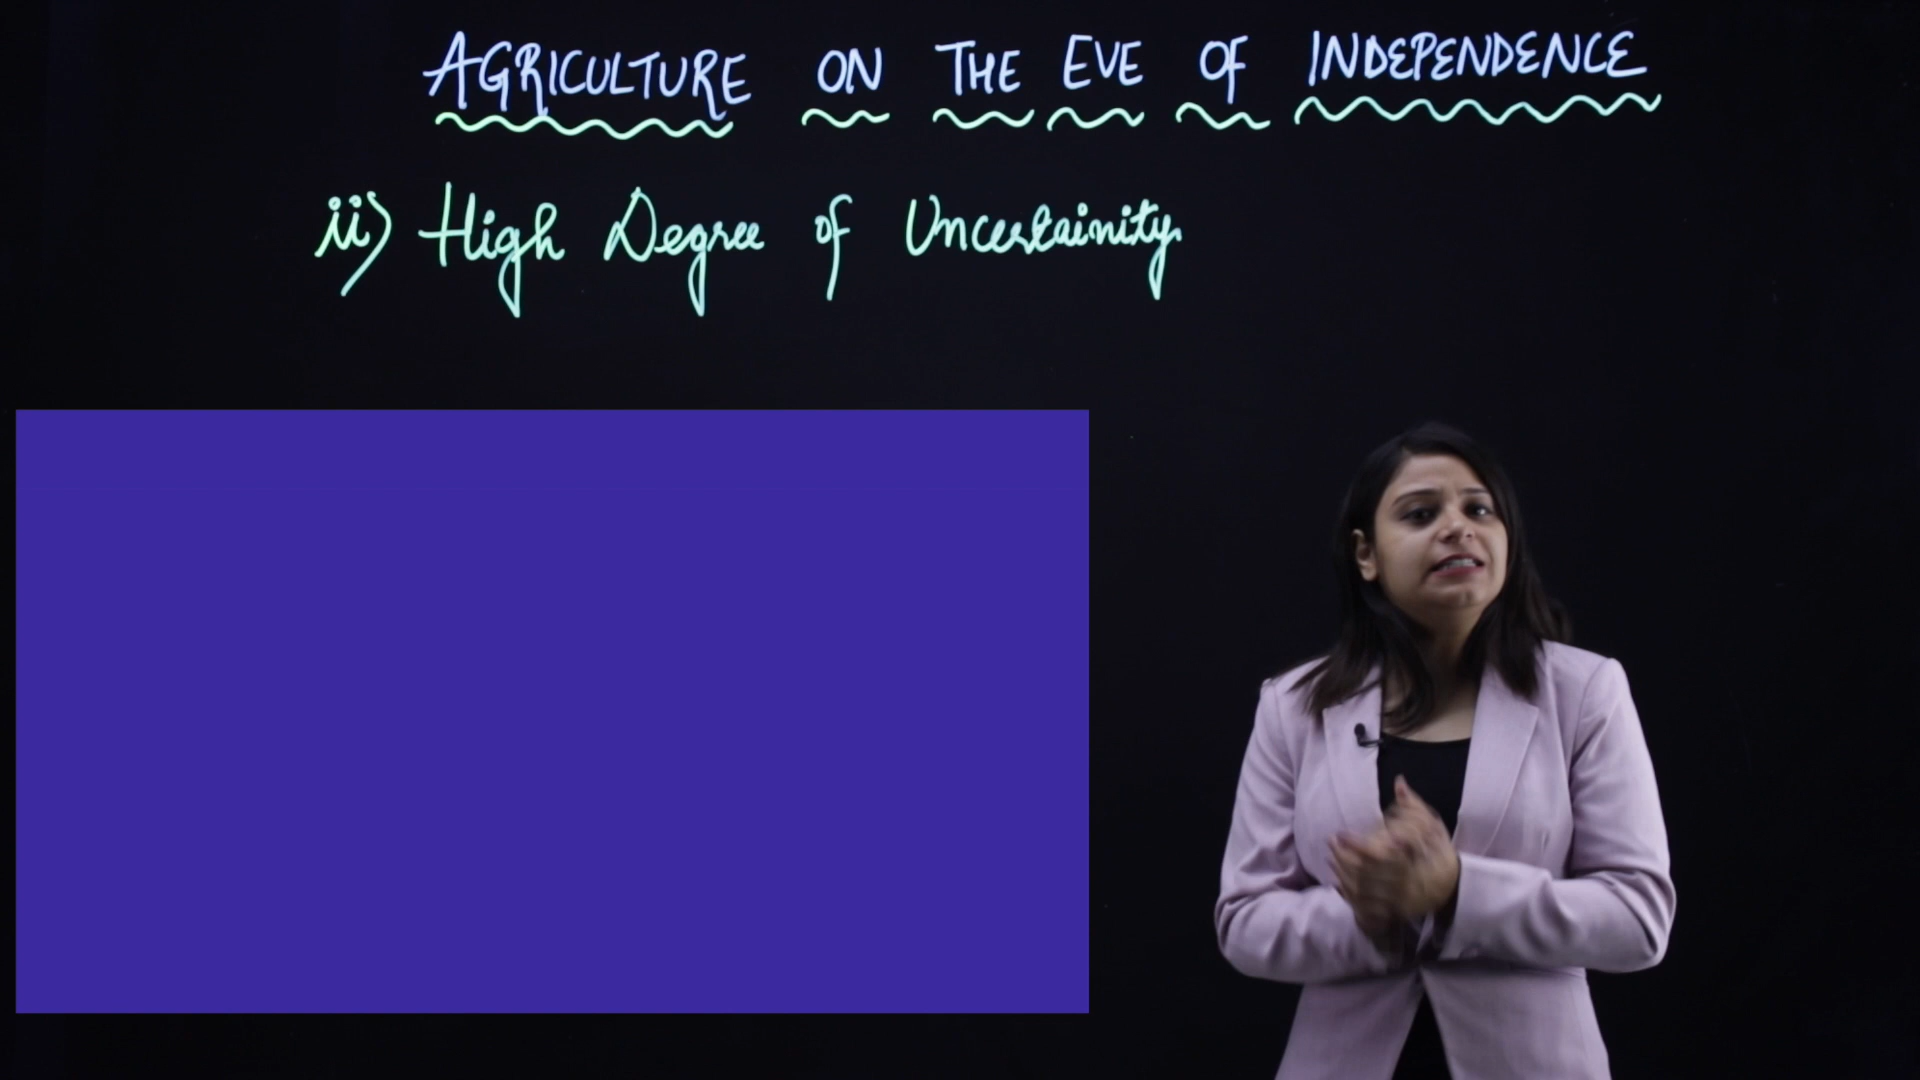 AGRICULTURE ON THE EVE OF INDEPENDENCE
ii) High Degree of Uncertainity.